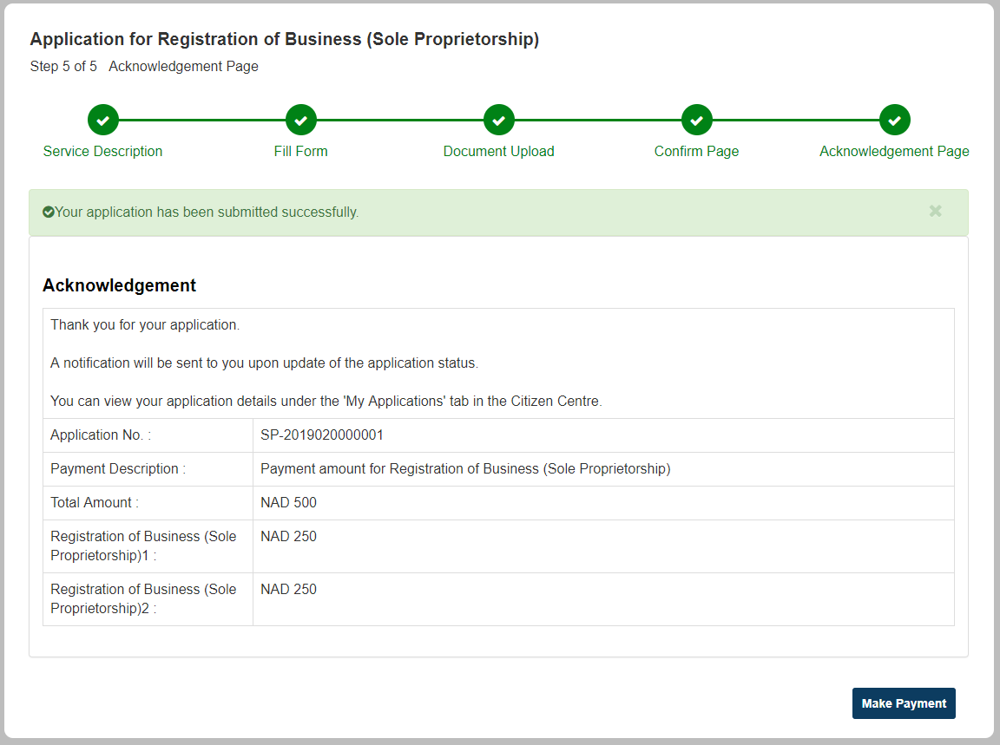 Application for Registration of Business (Sole Proprietorship)
Step 5 of 5 Acknowledgement Page
Service Description
Fill Form
Document Upload
Confirm Page
Acknowledgement Page
Your application has been submitted successfully.
Acknowledgement
Thank you for your application.
A notification will be sent to you upon update of the application status.
You can view your application details under the 'My Applications' tab in the Citizen Centre.
Application No. : SP-2019020000001
Payment Description : Payment amount for Registration of Business (Sole Proprietorship)
Total Amount : NAD 500
Registration of Business (Sole NAD 250
Proprietorship)1 :
Registration of Business (Sole NAD 250
Proprietorship)2 :
Make Payment